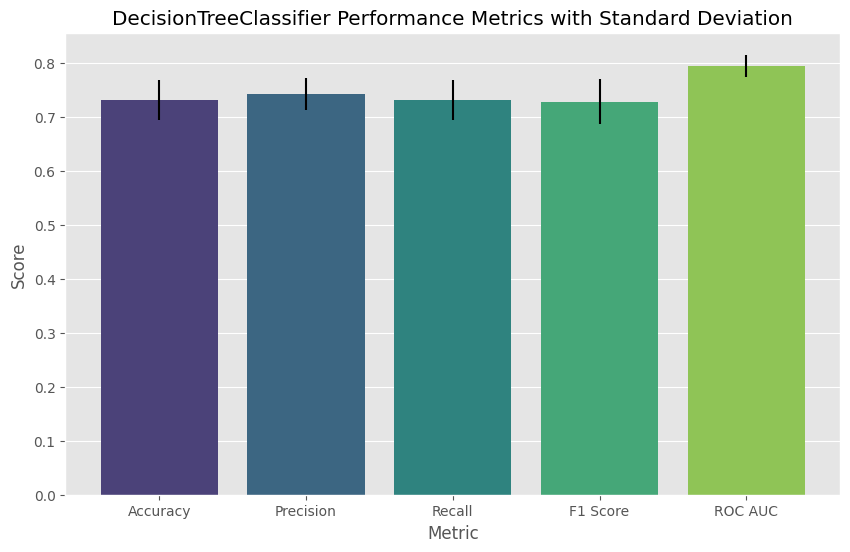 DecisionTreeClassifier Performance Metrics with Standard Deviation
0.8
0.7
0.6
0.5
0.4
0.3
0.2
0.1
0.0
Score
Accuracy Precision Recall F1 Score ROC AUC
Metric